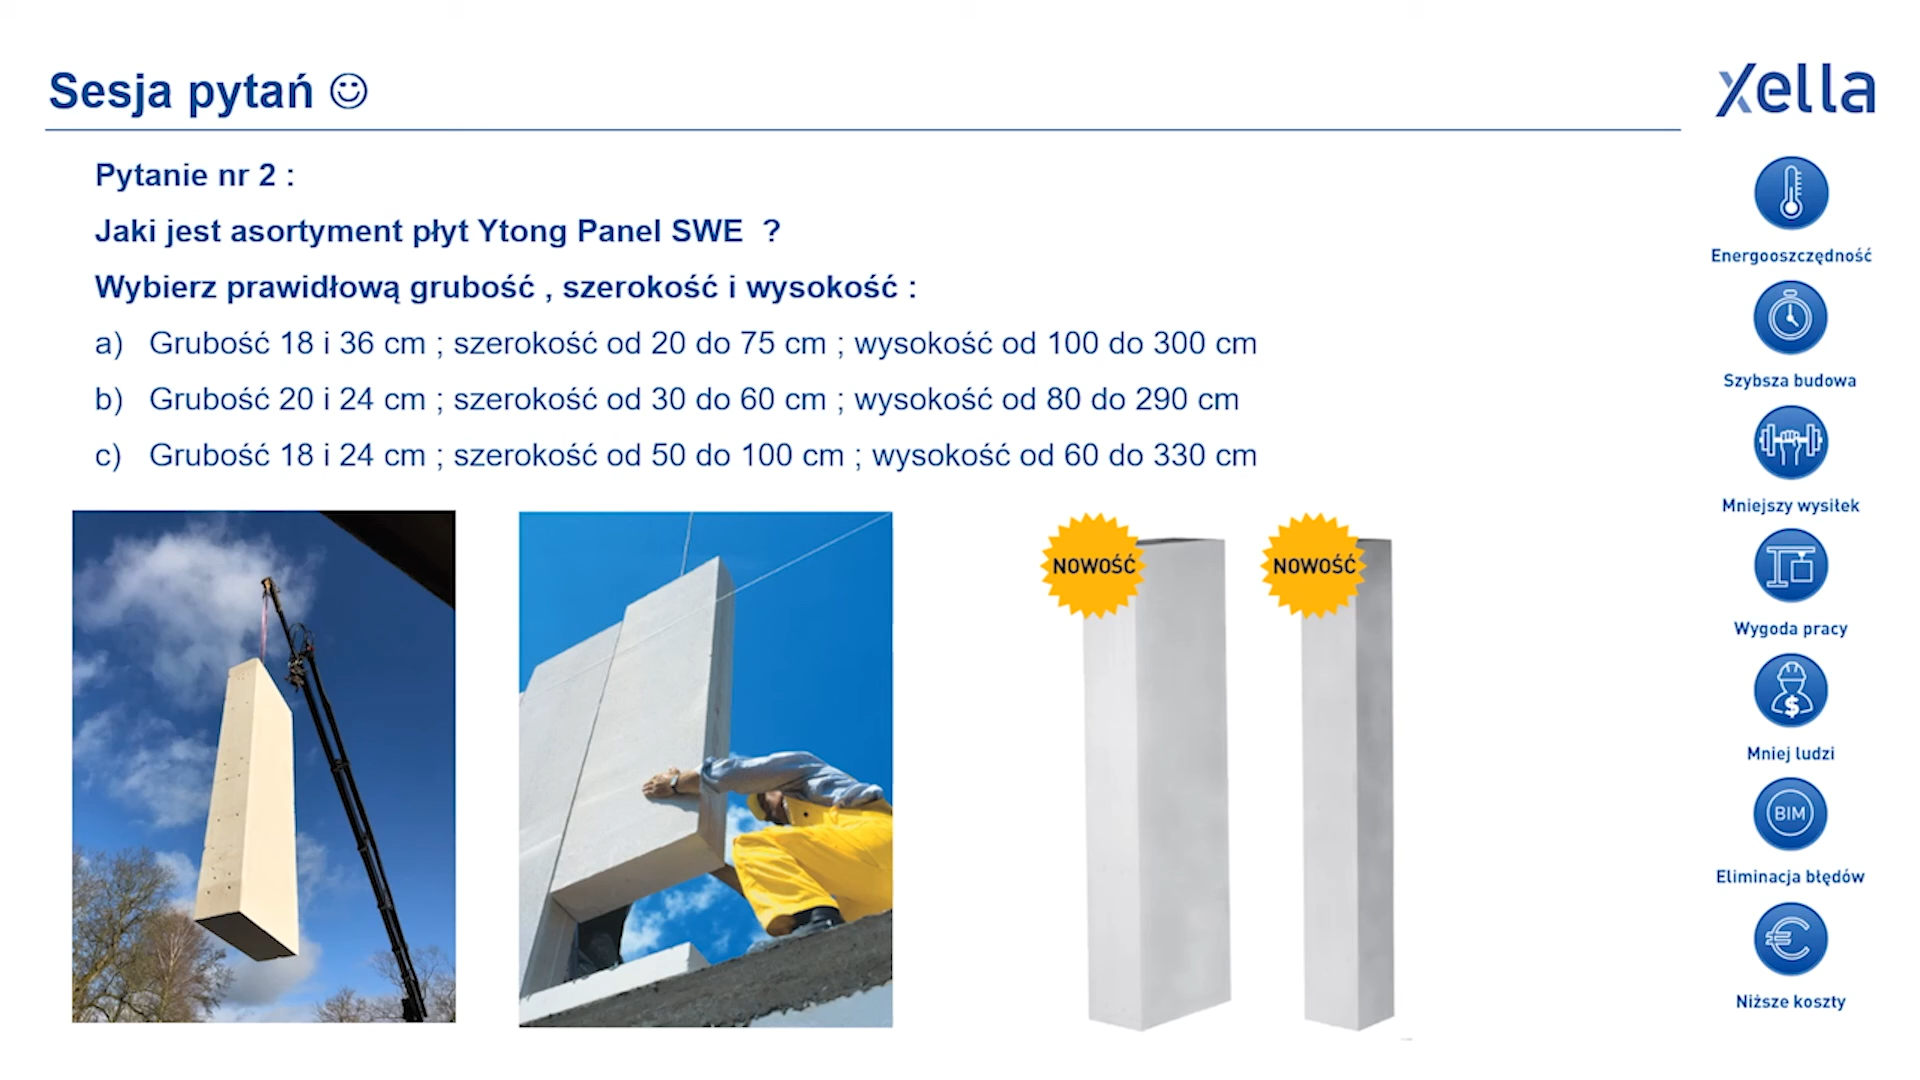 Sesja pytań ☺
xella
Pytanie nr 2 :
Jaki jest asortyment płyt Ytong Panel SWE ?
Wybierz prawidłową grubość , szerokość i wysokość :
a) Grubość 18 i 36 cm ; szerokość od 20 do 75 cm ; wysokość od 100 do 300 cm
b) Grubość 20 i 24 cm ; szerokość od 30 do 60 cm ; wysokość od 80 do 290 cm
c) Grubość 18 i 24 cm ; szerokość od 50 do 100 cm ; wysokość od 60 do 330 cm
NOWOŚĆ
NOWOŚĆ
Energooszczędność
Szybsza budowa
Mniejszy wysiłek
Wygoda pracy
$
Mniej ludzi
BIM
Eliminacja błędów
€
Niższe koszty